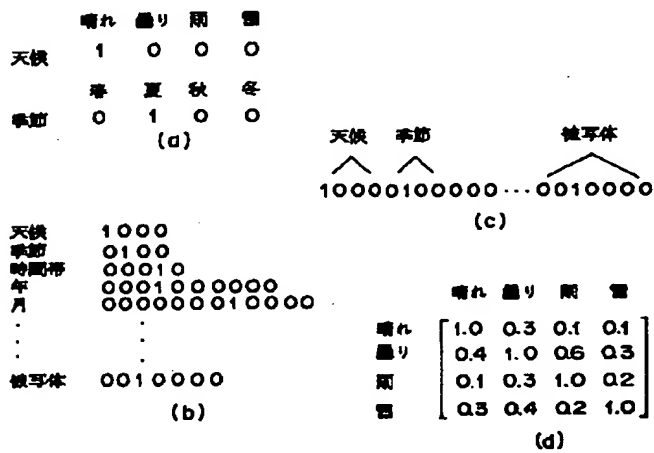 晴れ 曇り 雨 雪
天候 1 0 0 0
春 夏 秋 冬
季節 0 1 0 0
(a)
天候 季節 被写体
10000100000 ··· 0010000
(c)
天候 1000
季節 0100
時間帯 00010
年 0001000000
月 000000010000
被写体 0010000
(b)
晴れ 曇り 雨 雪
晴れ 1.0 0.3 0.1 0.1
曇り 0.4 1.0 0.6 0.3
雨 0.1 0.3 1.0 0.2
雪 0.3 0.4 0.2 1.0
(d)